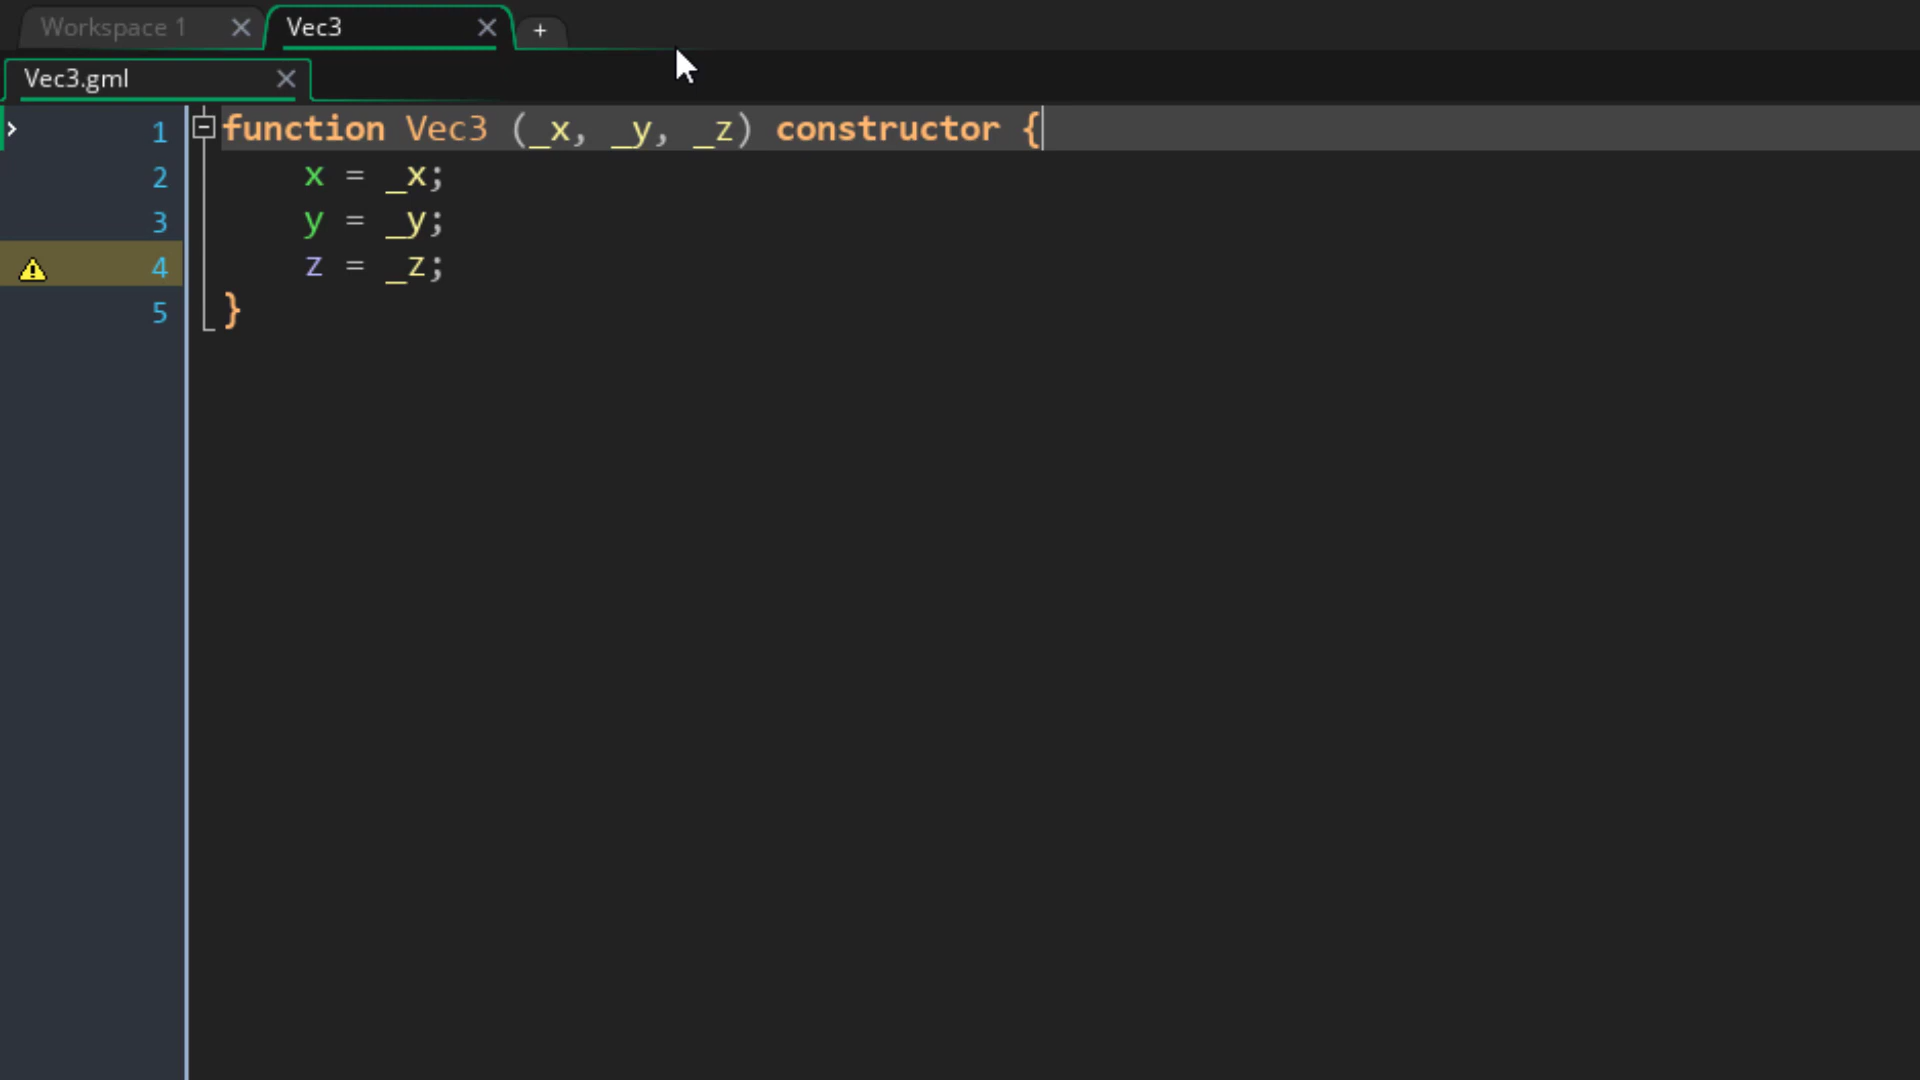 Workspace 1 Vec3 +
Vec3.gml
1 function Vec3 (_x, _y, _z) constructor {
2 x = _x;
3 y = _y;
4 z = _z;
5 }